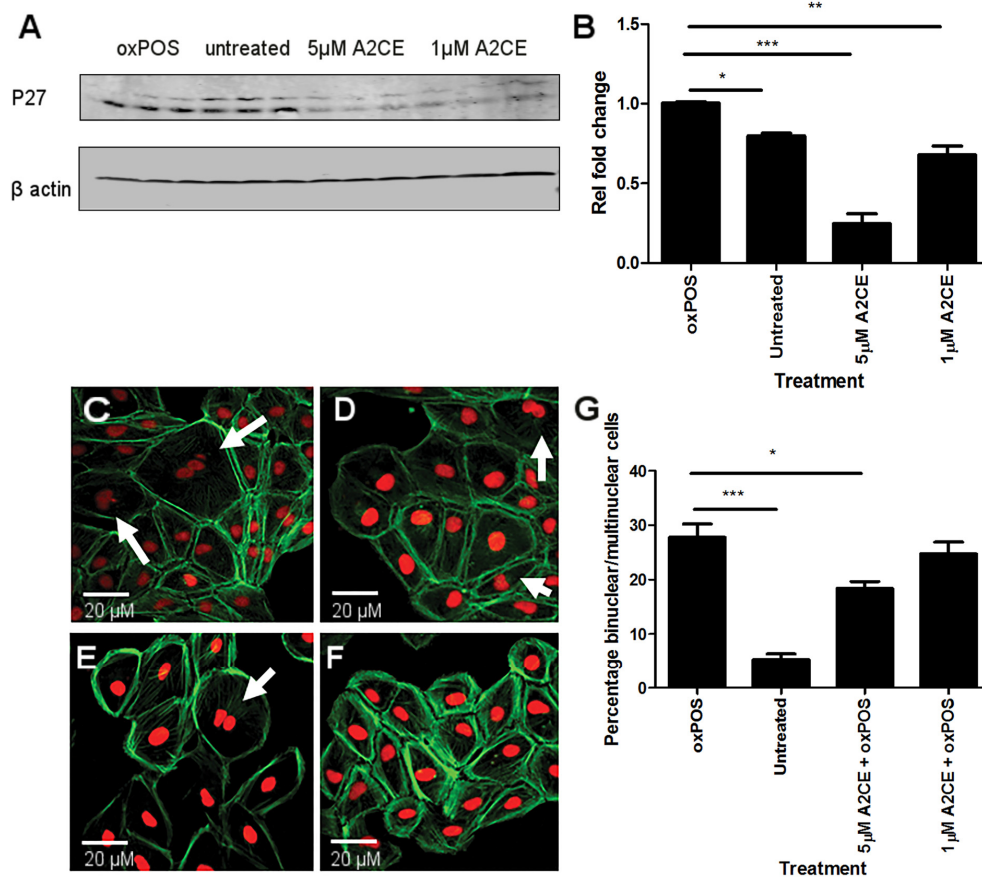 A
oxPOS untreated 5µM A2CE 1µM A2CE
P27
β actin
B
**
***
*
1.5
1.0
0.5
0.0
Rel fold change
oxPOS
Untreated
5µM A2CE
1µM A2CE
Treatment
C
20 µM
D
20 µM
E
20 µM
F
20 µM
G
*
***
40
30
20
10
0
Percentage binuclear/multinuclear cells
oxPOS
Untreated
5µM A2CE + oxPOS
1µM A2CE + oxPOS
Treatment